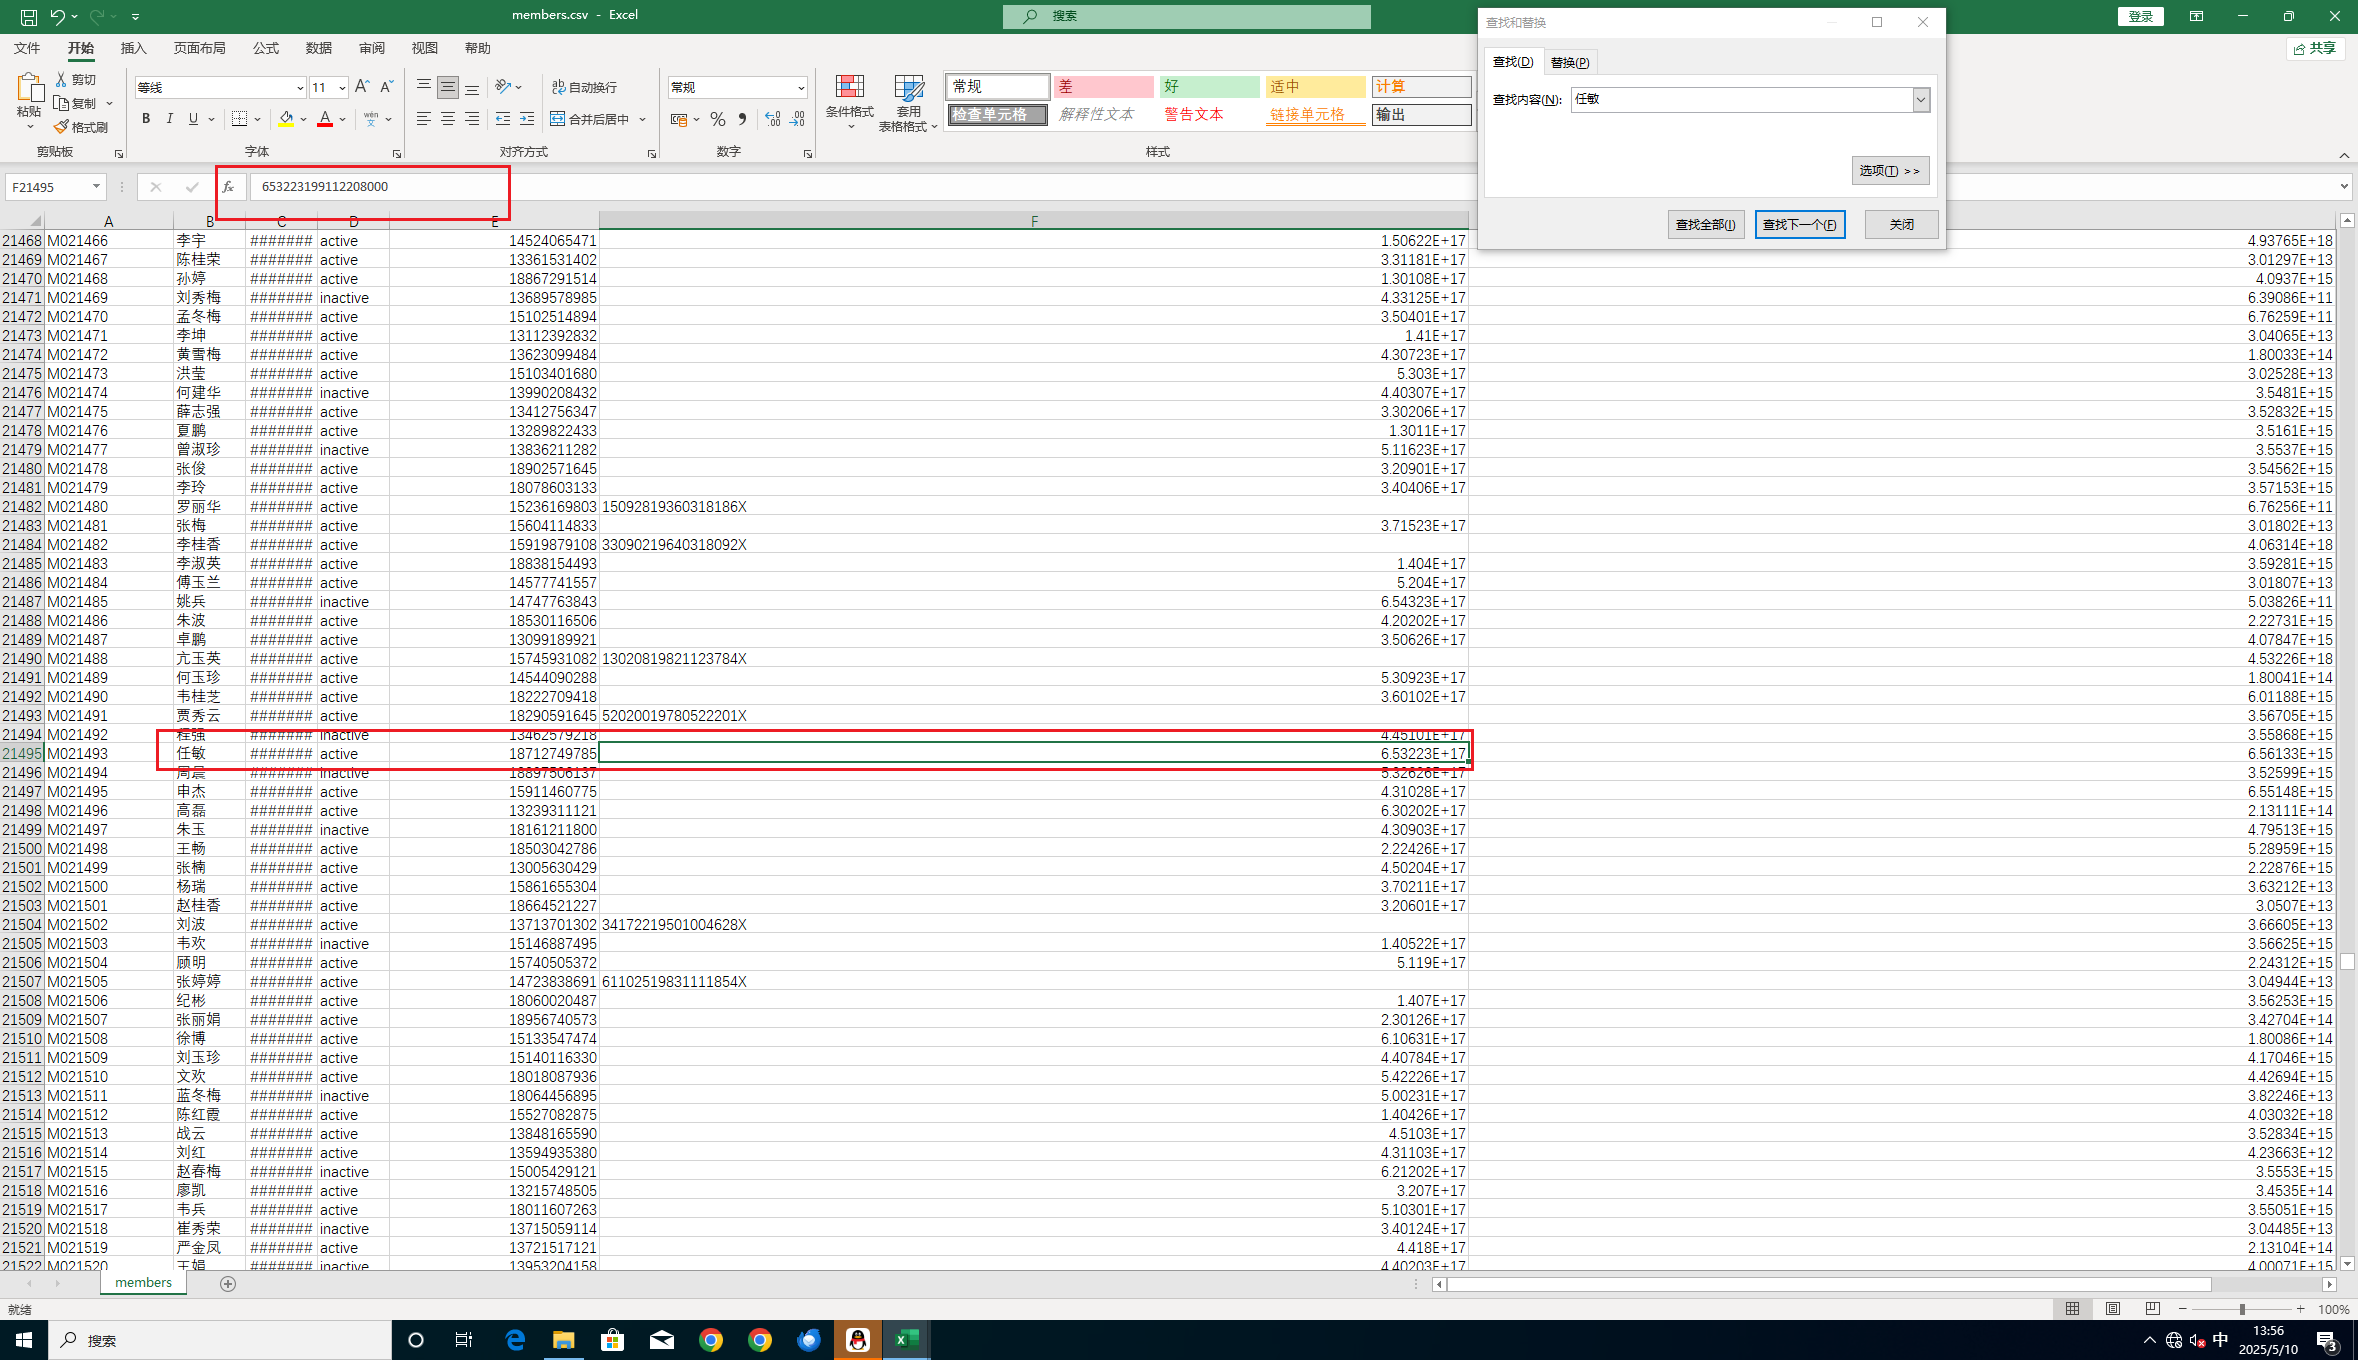 members.csv - Excel
搜索
登录
文件 开始 插入 页面布局 公式 数据 审阅 视图 帮助
共享
粘贴 剪切 复制 格式刷 剪贴板
等线 11 B I U A wén 文 字体
ab 自动换行 合并后居中 对齐方式
常规 % 数字
条件格式 套用 表格格式
常规 差 好 适中 计算
检查单元格 解释性文本 警告文本 链接单元格 输出
样式
查找和替换
查找(D) 替换(P)
查找内容(N): 任敏
选项(T) >>
查找全部(I) 查找下一个(F) 关闭
F21495 fx 653223199112208000
A B C D E F
21468 M021466 李宇 ####### active 14524065471 1.50622E+17 4.93765E+18
21469 M021467 陈桂荣 ####### active 13361531402 3.31181E+17 3.01297E+13
21470 M021468 孙婷 ####### active 18867291514 1.30108E+17 4.0937E+15
21471 M021469 刘秀梅 ####### inactive 13689578985 4.33125E+17 6.39086E+11
21472 M021470 孟冬梅 ####### active 15102514894 3.50401E+17 6.76259E+11
21473 M021471 李坤 ####### active 13112392832 1.41E+17 3.04065E+13
21474 M021472 黄雪梅 ####### active 13623099484 4.30723E+17 1.80033E+14
21475 M021473 洪莹 ####### active 15103401680 5.303E+17 3.02528E+13
21476 M021474 何建华 ####### inactive 13990208432 4.40307E+17 3.5481E+15
21477 M021475 薛志强 ####### active 13412756347 3.30206E+17 3.52832E+15
21478 M021476 夏鹏 ####### active 13289822433 1.3011E+17 3.5161E+15
21479 M021477 曾淑珍 ####### inactive 13836211282 5.11623E+17 3.5537E+15
21480 M021478 张俊 ####### active 18902571645 3.20901E+17 3.54562E+15
21481 M021479 李玲 ####### active 18078603133 3.40406E+17 3.57153E+15
21482 M021480 罗丽华 ####### active 15236169803 15092819360318186X 6.76256E+11
21483 M021481 张梅 ####### active 15604114833 3.71523E+17 3.01802E+13
21484 M021482 李桂香 ####### active 15919879108 33090219640318092X 4.06314E+18
21485 M021483 李淑英 ####### active 18838154493 1.404E+17 3.59281E+15
21486 M021484 傅玉兰 ####### active 14577741557 5.204E+17 3.01807E+13
21487 M021485 姚兵 ####### inactive 14747763843 6.54323E+17 5.03826E+11
21488 M021486 朱波 ####### active 18530116506 4.20202E+17 2.22731E+15
21489 M021487 卓鹏 ####### active 13099189921 3.50626E+17 4.07847E+15
21490 M021488 亢玉英 ####### active 15745931082 13020819821123784X 4.53226E+18
21491 M021489 何玉珍 ####### active 14544090288 5.30923E+17 1.80041E+14
21492 M021490 韦桂芝 ####### active 18222709418 3.60102E+17 6.01188E+15
21493 M021491 贾秀云 ####### active 18290591645 52020019780522201X 3.56705E+15
21494 M021492 程强 ####### inactive 13462579218 4.45101E+17 3.55868E+15
21495 M021493 任敏 ####### active 18712749785 6.53223E+17 6.56133E+15
21496 M021494 周晨 ####### inactive 18897506137 5.32626E+17 3.52599E+15
21497 M021495 申杰 ####### active 15911460775 4.31028E+17 6.55148E+15
21498 M021496 高磊 ####### active 13239311121 6.30202E+17 2.13111E+14
21499 M021497 朱玉 ####### inactive 18161211800 4.30903E+17 4.79513E+15
21500 M021498 王畅 ####### active 18503042786 2.22426E+17 5.28959E+15
21501 M021499 张楠 ####### active 13005630429 4.50204E+17 2.22876E+15
21502 M021500 杨瑞 ####### active 15861655304 3.70211E+17 3.63212E+13
21503 M021501 赵桂香 ####### active 18664521227 3.20601E+17 3.0507E+13
21504 M021502 刘波 ####### active 13713701302 34172219501004628X 3.66605E+13
21505 M021503 韦欢 ####### inactive 15146887495 1.40522E+17 3.56625E+15
21506 M021504 顾明 ####### active 15740505372 5.119E+17 2.24312E+15
21507 M021505 张婷婷 ####### active 14723838691 61102519831111854X 3.04944E+13
21508 M021506 纪彬 ####### active 18060020487 1.407E+17 3.56253E+15
21509 M021507 张丽娟 ####### active 18956740573 2.30126E+17 3.42704E+14
21510 M021508 徐博 ####### active 15133547474 6.10631E+17 1.80086E+14
21511 M021509 刘玉珍 ####### active 15140116330 4.40784E+17 4.17046E+15
21512 M021510 文欢 ####### active 18018087936 5.42226E+17 4.42694E+15
21513 M021511 蓝冬梅 ####### inactive 18064456895 5.00231E+17 3.82246E+13
21514 M021512 陈红霞 ####### active 15527082875 1.40426E+17 4.03032E+18
21515 M021513 战云 ####### active 13848165590 4.5103E+17 3.52834E+15
21516 M021514 刘红 ####### active 13594935380 4.31103E+17 4.23663E+12
21517 M021515 赵春梅 ####### inactive 15005429121 6.21202E+17 3.5553E+15
21518 M021516 廖凯 ####### active 13215748505 3.207E+17 3.4535E+14
21519 M021517 韦兵 ####### active 18011607263 5.10301E+17 3.55051E+15
21520 M021518 崔秀荣 ####### inactive 13715059114 3.40124E+17 3.04485E+13
21521 M021519 严金凤 ####### active 13721517121 4.418E+17 2.13104E+14
21522 M021520 王娟 ####### inactive 13953204158 4.40203E+17 4.00071E+15
members
就绪 100%
搜索 中 13:56
2025/5/10 3